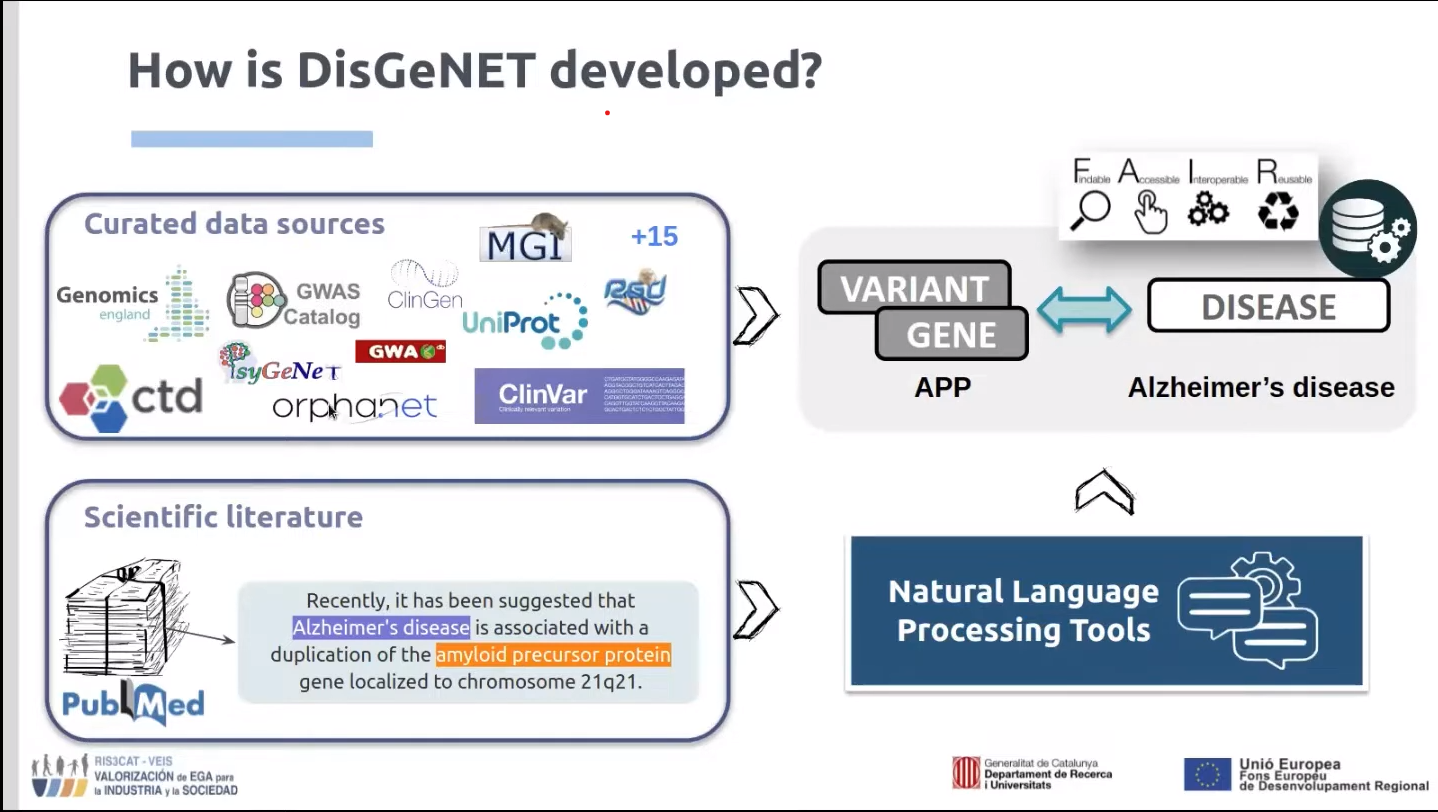 How is DisGeNET developed?
Curated data sources
MGI
+15
Genomics
england
GWAS
Catalog
ClinGen
UniProt
RGD
PsyGeNeT
GWAS
ctd
orphanet
ClinVar
Clinically relevant variation
Findable Accessible Interoperable Reusable
VARIANT
GENE
DISEASE
APP
Alzheimer’s disease
Scientific literature
Recently, it has been suggested that
Alzheimer's disease is associated with a
duplication of the amyloid precursor protein
gene localized to chromosome 21q21.
PubMed
Natural Language
Processing Tools
RIS3CAT - VEIS
VALORIZACIÓN de EGA para
la INDUSTRIA y la SOCIEDAD
Generalitat de Catalunya
Departament de Recerca
i Universitats
Unió Europea
Fons Europeu
de Desenvolupament Regional